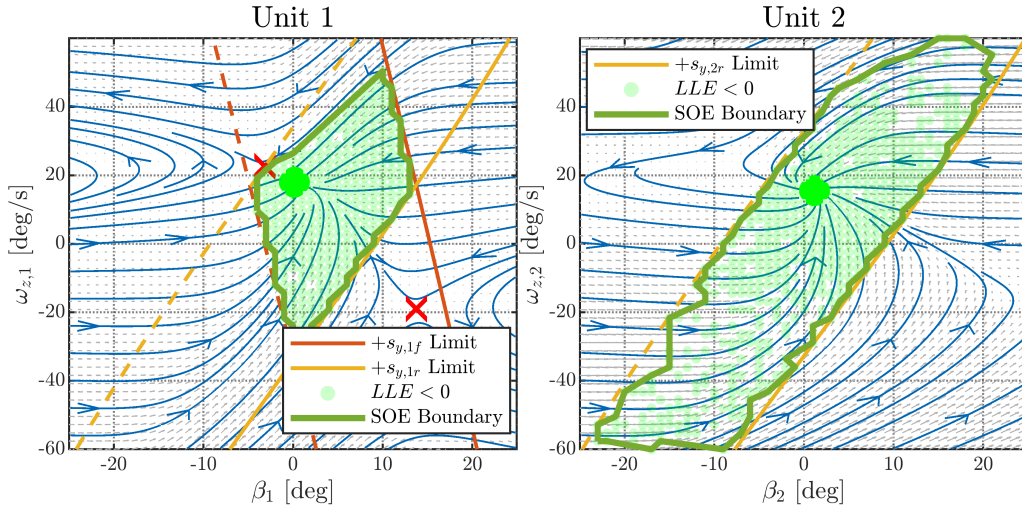 Unit 1
Unit 2
ω_{z,1} [deg/s]
40
20
0
-20
-40
-60
-20
-10
0
10
20
β_1 [deg]
+s_{y,1f} Limit
+s_{y,1r} Limit
LLE < 0
SOE Boundary
ω_{z,2} [deg/s]
40
20
0
-20
-40
-60
-20
-10
0
10
20
β_2 [deg]
+s_{y,2r} Limit
LLE < 0
SOE Boundary